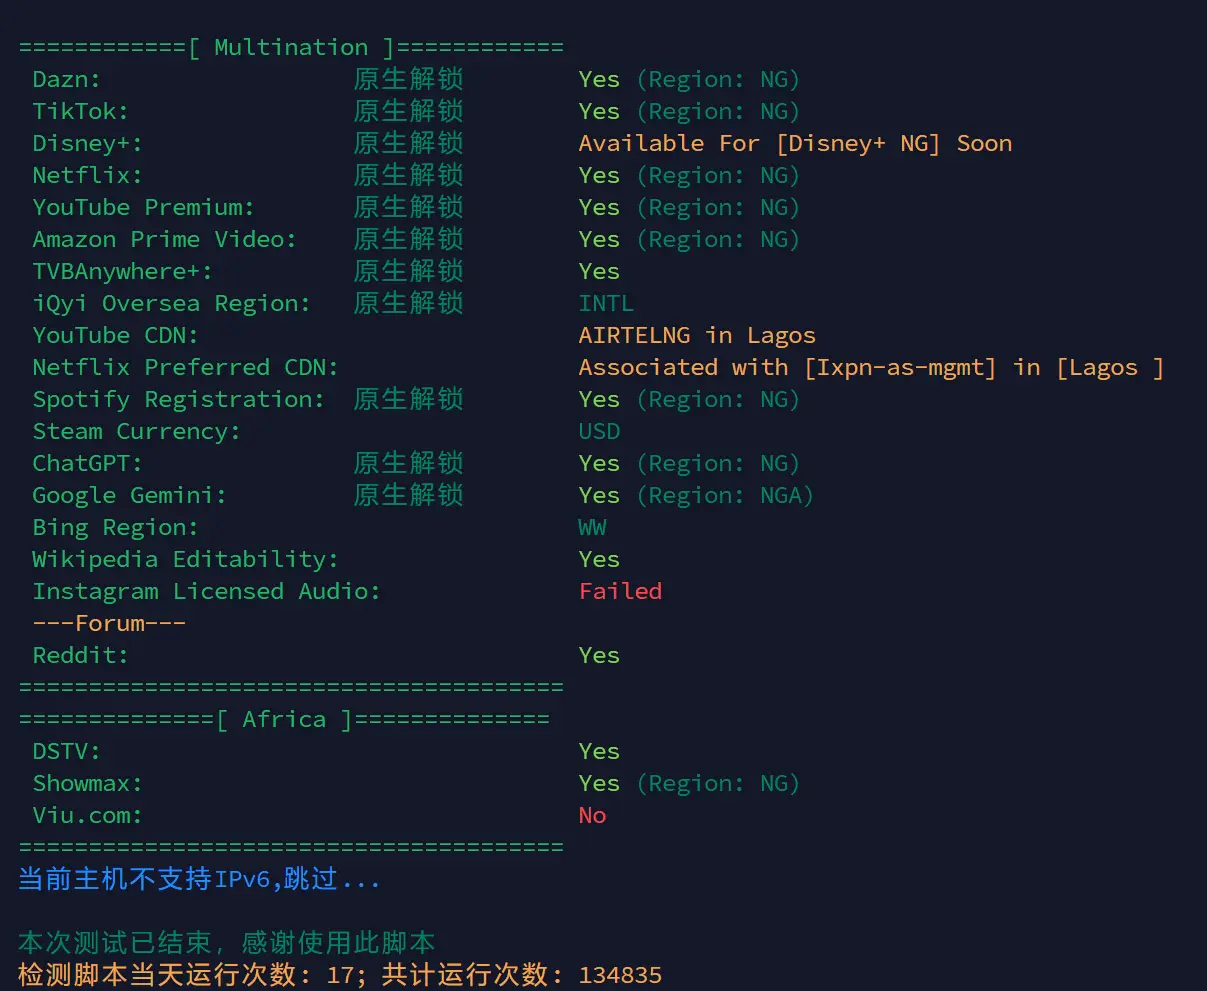 ============[ Multination ]============
Dazn: 原生解锁 Yes (Region: NG)
TikTok: 原生解锁 Yes (Region: NG)
Disney+: 原生解锁 Available For [Disney+ NG] Soon
Netflix: 原生解锁 Yes (Region: NG)
YouTube Premium: 原生解锁 Yes (Region: NG)
Amazon Prime Video: 原生解锁 Yes (Region: NG)
TVBAnywhere+: 原生解锁 Yes
iQyi Oversea Region: 原生解锁 INTL
YouTube CDN: AIRTELNG in Lagos
Netflix Preferred CDN: Associated with [Ixpn-as-mgmt] in [Lagos ]
Spotify Registration: 原生解锁 Yes (Region: NG)
Steam Currency: USD
ChatGPT: 原生解锁 Yes (Region: NG)
Google Gemini: 原生解锁 Yes (Region: NGA)
Bing Region: WW
Wikipedia Editability: Yes
Instagram Licensed Audio: Failed
---Forum---
Reddit: Yes
=======================================
==============[ Africa ]==============
DSTV: Yes
Showmax: Yes (Region: NG)
Viu.com: No
=======================================
当前主机不支持IPv6,跳过...
本次测试已结束，感谢使用此脚本
检测脚本当天运行次数: 17; 共计运行次数: 134835